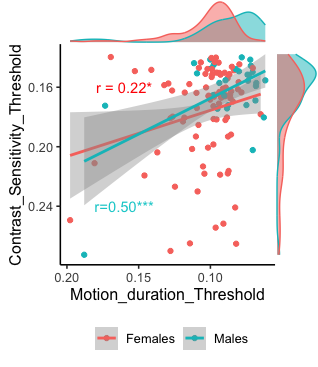 Contrast_Sensitivity_Threshold
0.16
0.20
0.24
r = 0.22*
r=0.50***
0.20
0.15
0.10
Motion_duration_Threshold
Females
Males